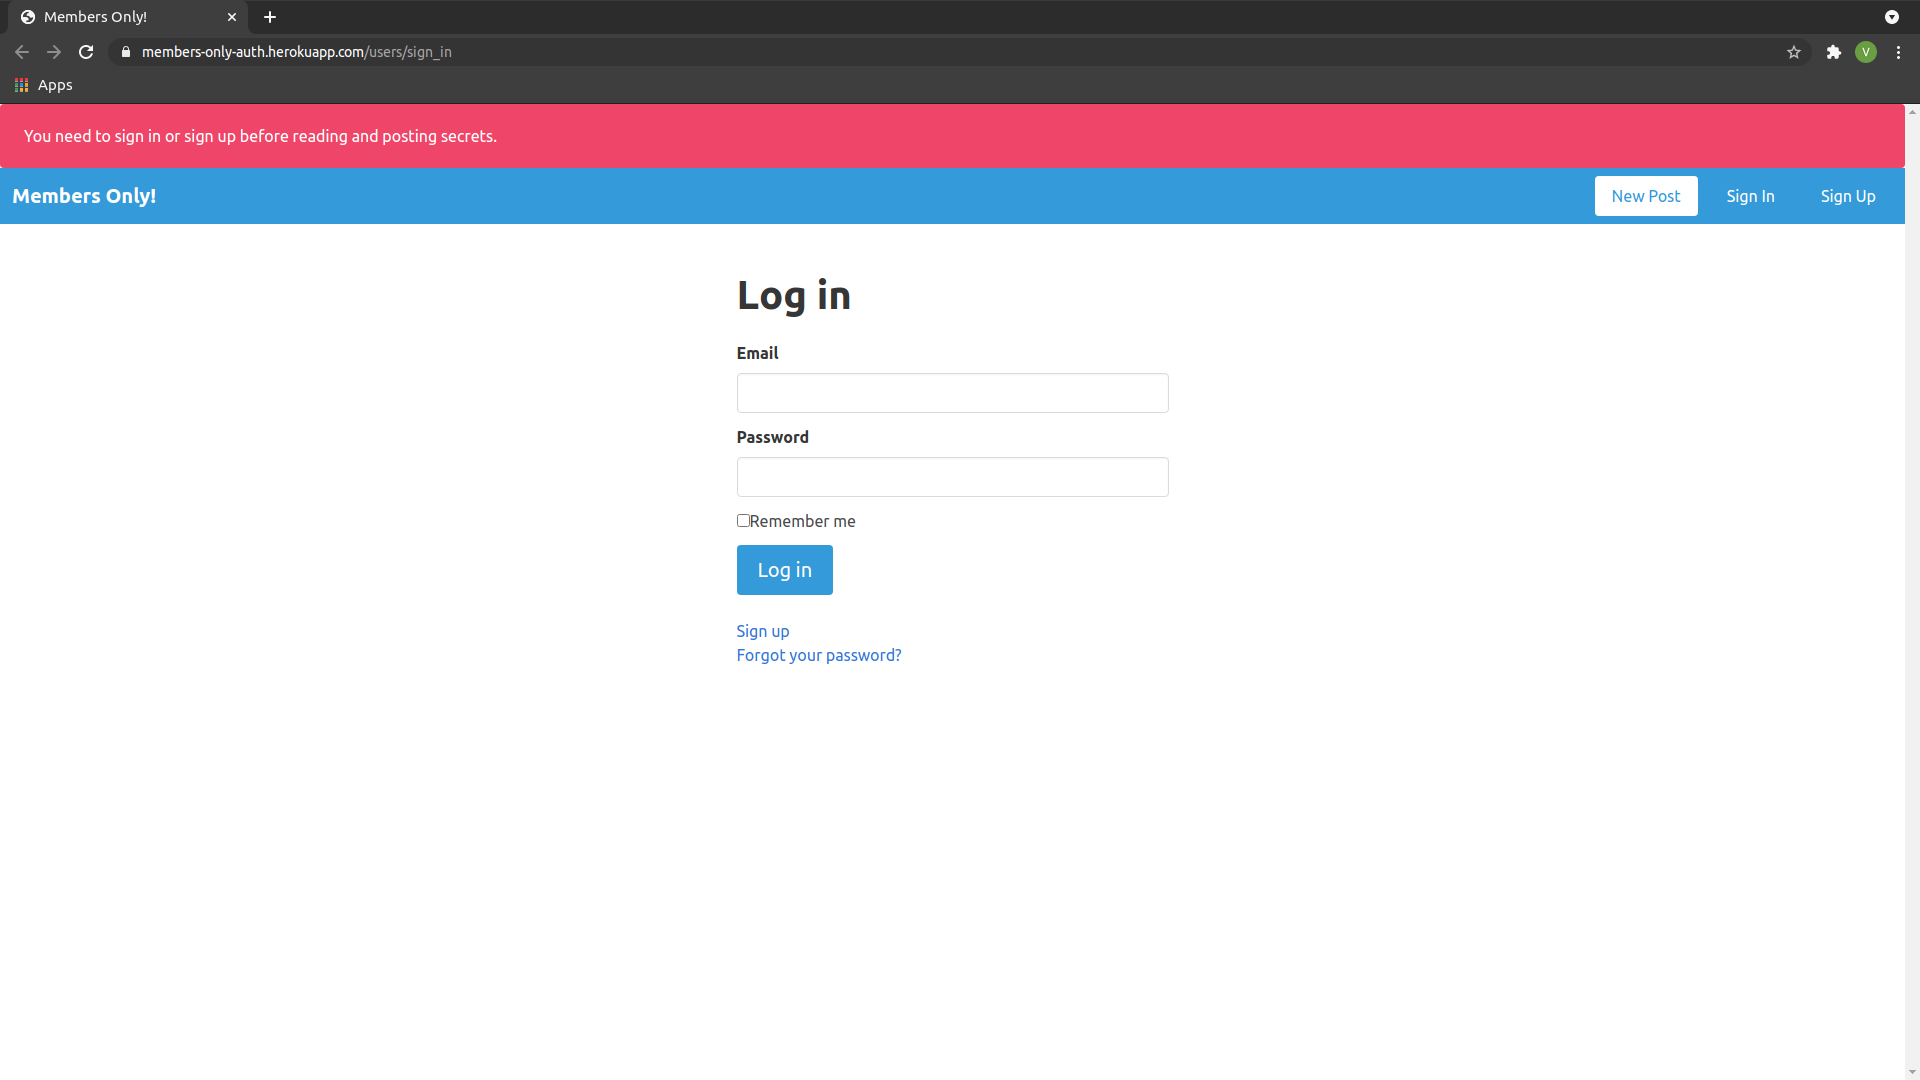 Members Only!
members-only-auth.herokuapp.com/users/sign_in
V
Apps
You need to sign in or sign up before reading and posting secrets.
Members Only!
New Post
Sign In
Sign Up
Log in
Email
Password
Remember me
Log in
Sign up
Forgot your password?